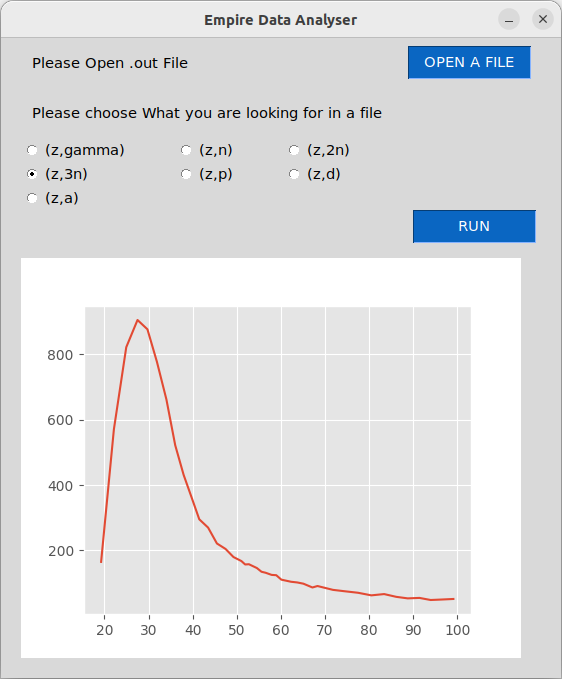 Empire Data Analyser
Please Open .out File
OPEN A FILE
Please choose What you are looking for in a file
(z,gamma) (z,n) (z,2n)
(z,3n) (z,p) (z,d)
(z,a)
RUN
800
600
400
200
20 30 40 50 60 70 80 90 100